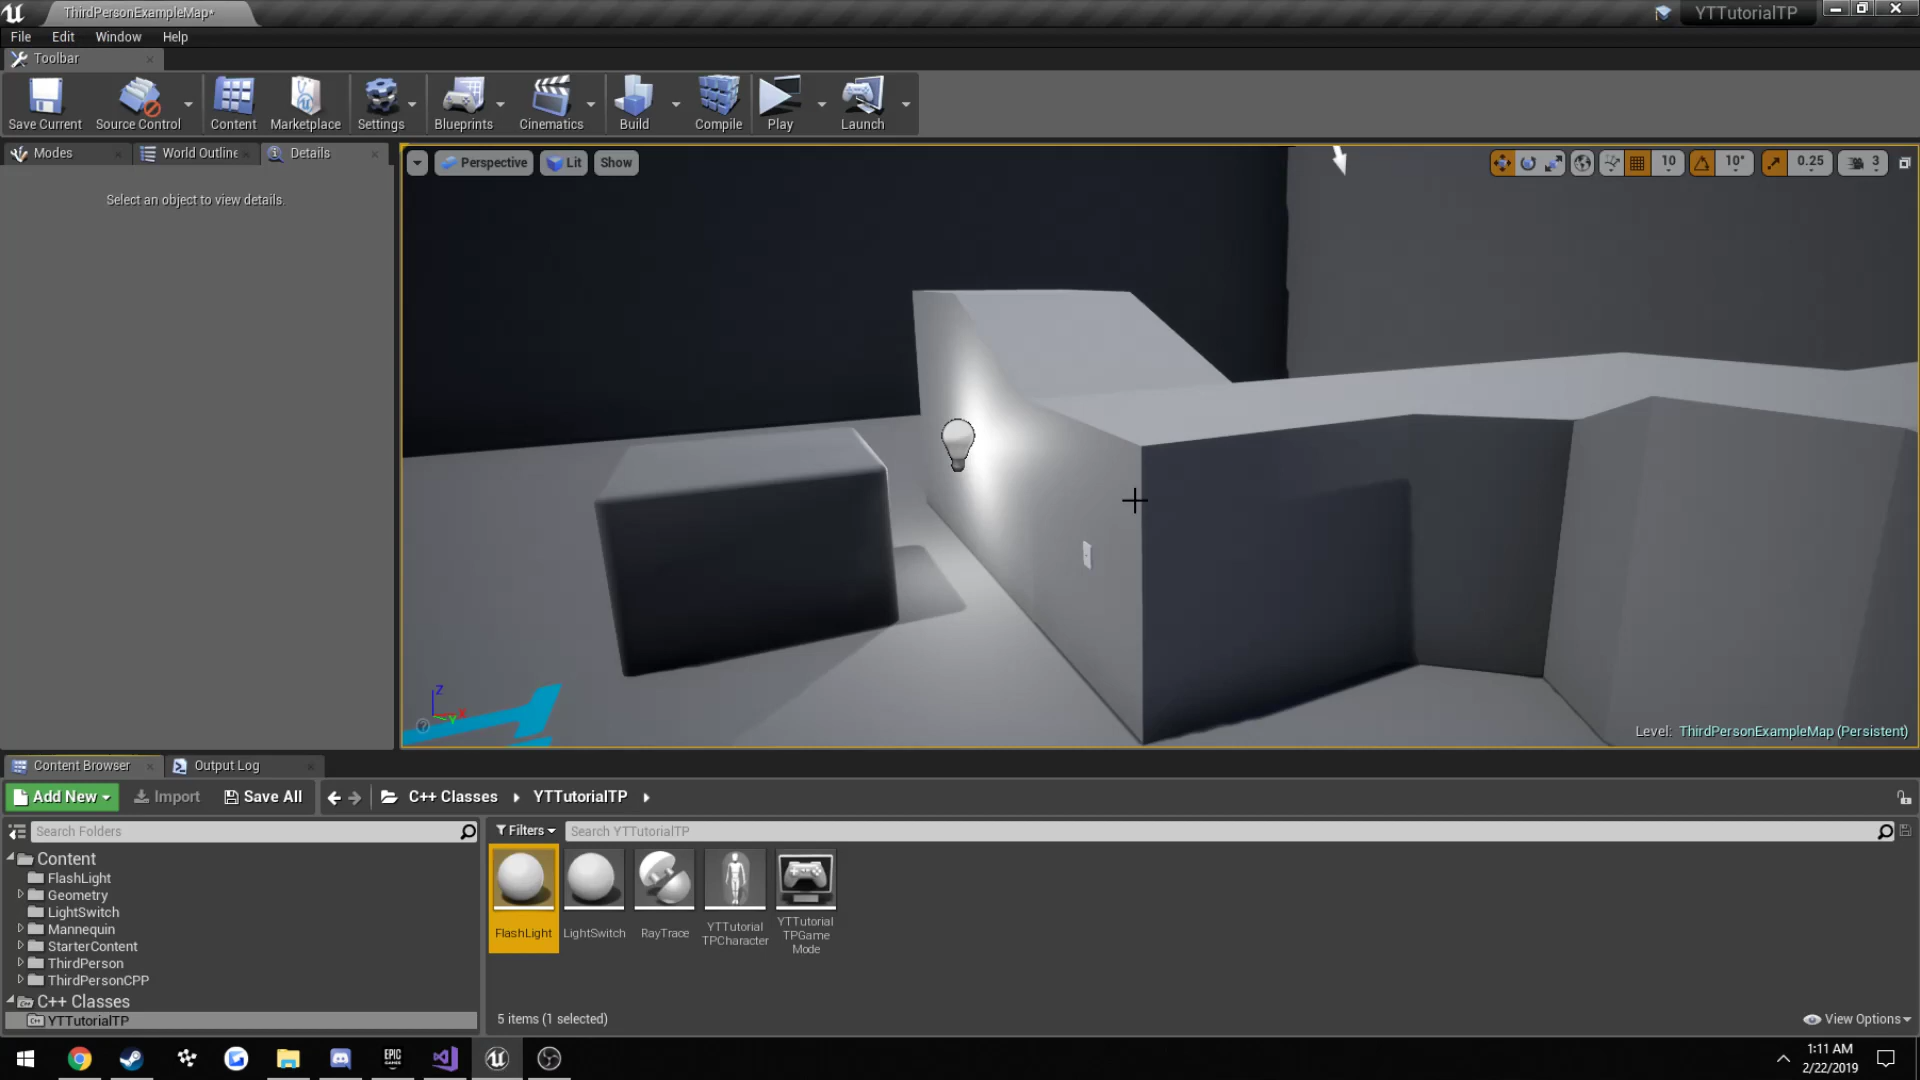 ThirdPersonExampleMap*
YTTutorialTP
File Edit Window Help
Toolbar
Save Current
Source Control
Content
Marketplace
Settings
Blueprints
Cinematics
Build
Compile
Play
Launch
Modes
World Outline
Details
Select an object to view details.
Perspective
Lit
Show
10
10°
0.25
3
Z
X
Y
Level: ThirdPersonExampleMap (Persistent)
Content Browser
Output Log
Add New
Import
Save All
C++ Classes
YTTutorialTP
Search Folders
Filters
Search YTTutorialTP
Content
FlashLight
Geometry
LightSwitch
Mannequin
StarterContent
ThirdPerson
ThirdPersonCPP
C++ Classes
YTTutorialTP
FlashLight
LightSwitch
RayTrace
YTTutorial
TPCharacter
YTTutorial
TPGame
Mode
5 items (1 selected)
View Options
EPIC
GAMES
1:11 AM
2/22/2019